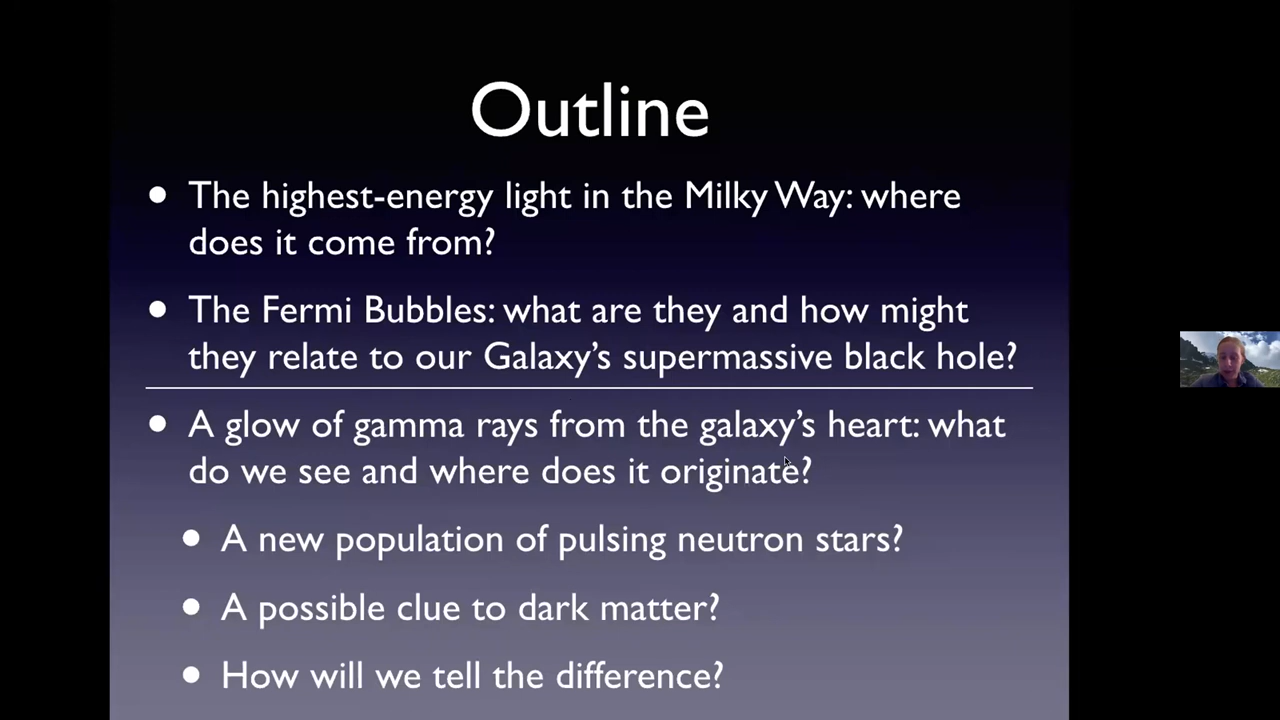 Outline
• The highest-energy light in the Milky Way: where
does it come from?
• The Fermi Bubbles: what are they and how might
they relate to our Galaxy’s supermassive black hole?
• A glow of gamma rays from the galaxy’s heart: what
do we see and where does it originate?
• A new population of pulsing neutron stars?
• A possible clue to dark matter?
• How will we tell the difference?